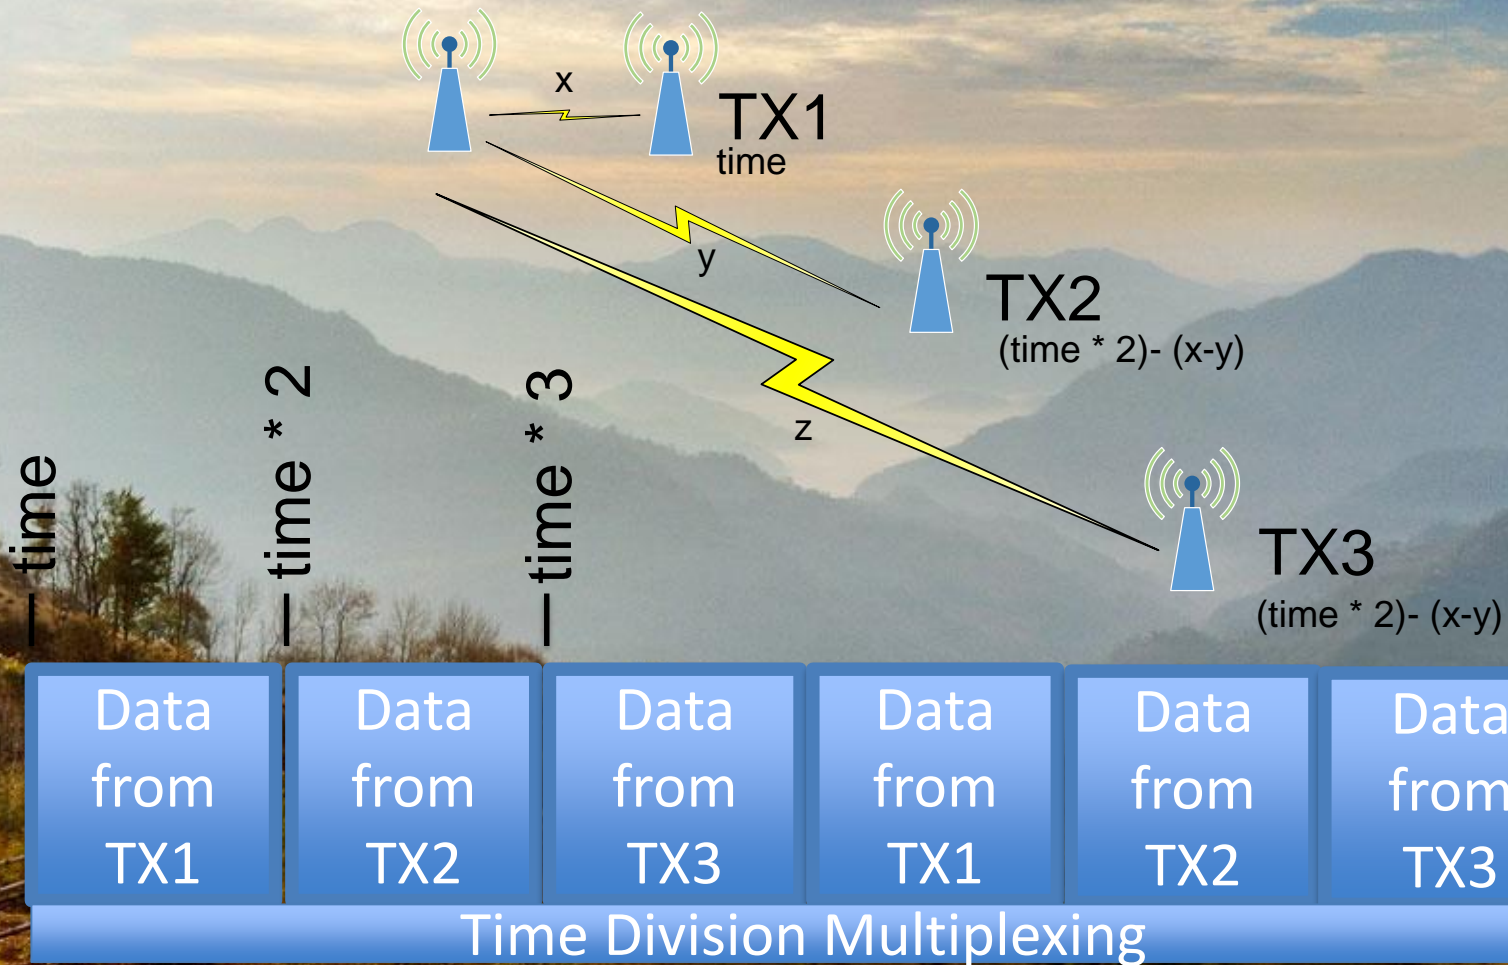 x
TX1
time
y
TX2
(time * 2)- (x-y)
z
TX3
(time * 2)- (x-y)
time
time * 2
time * 3
Data
from
TX1
Data
from
TX2
Data
from
TX3
Data
from
TX1
Data
from
TX2
Data
from
TX3
Time Division Multiplexing